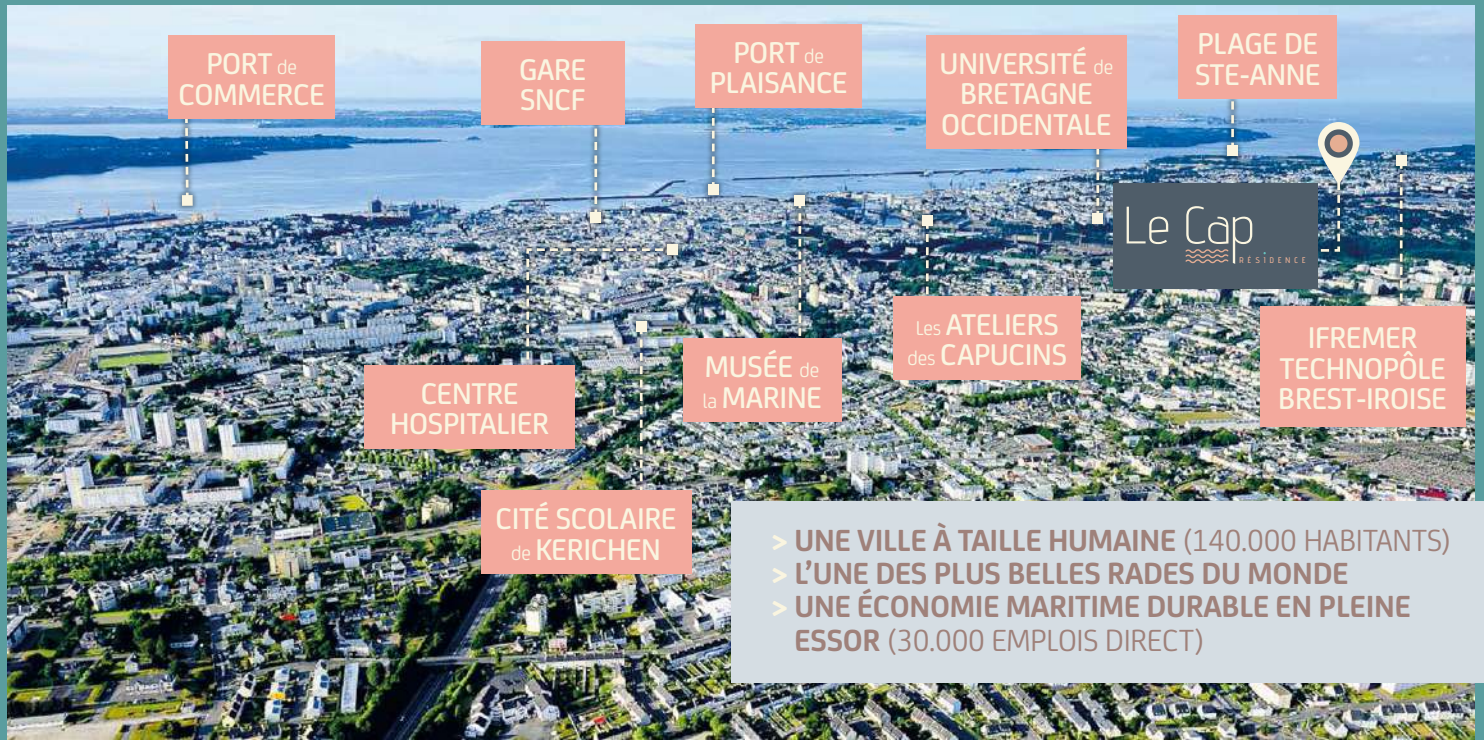 PORT de
COMMERCE
GARE
SNCF
PORT de
PLAISANCE
UNIVERSITÉ de
BRETAGNE
OCCIDENTALE
PLAGE DE
STE-ANNE
Le Cap
RÉSIDENCE
CENTRE
HOSPITALIER
MUSÉE de
la MARINE
Les ATELIERS
des CAPUCINS
IFREMER
TECHNOPÔLE
BREST-IROISE
CITÉ SCOLAIRE
de KERICHEN
> UNE VILLE À TAILLE HUMAINE (140.000 HABITANTS)
> L'UNE DES PLUS BELLES RADES DU MONDE
> UNE ÉCONOMIE MARITIME DURABLE EN PLEINE
ESSOR (30.000 EMPLOIS DIRECT)